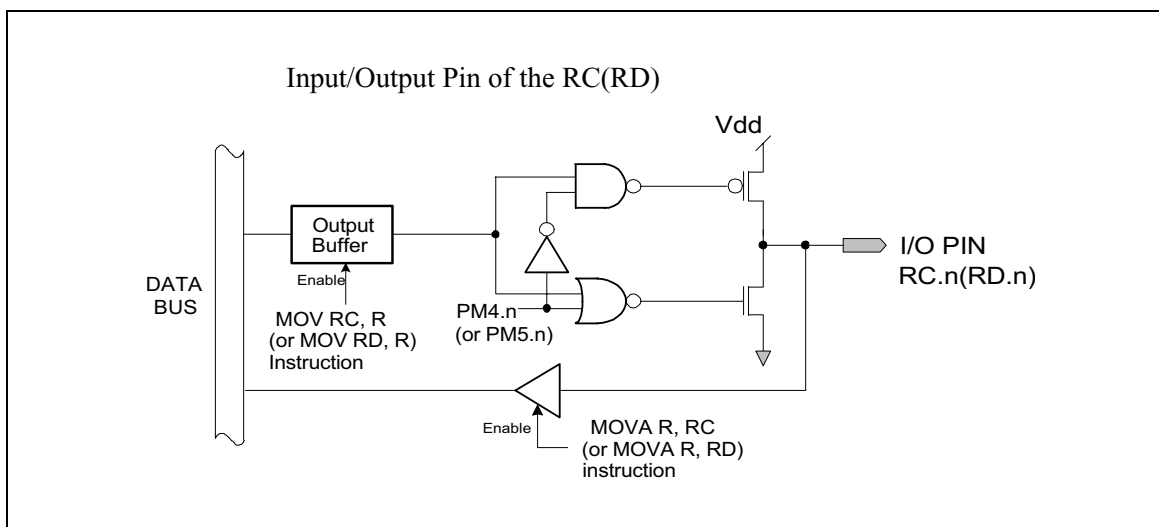 Input/Output Pin of the RC(RD)
Vdd
Output
Buffer
I/O PIN
RC.n(RD.n)
DATA
BUS
Enable
MOV RC, R
(or MOV RD, R)
Instruction
PM4.n
(or PM5.n)
Enable
MOVA R, RC
(or MOVA R, RD)
instruction